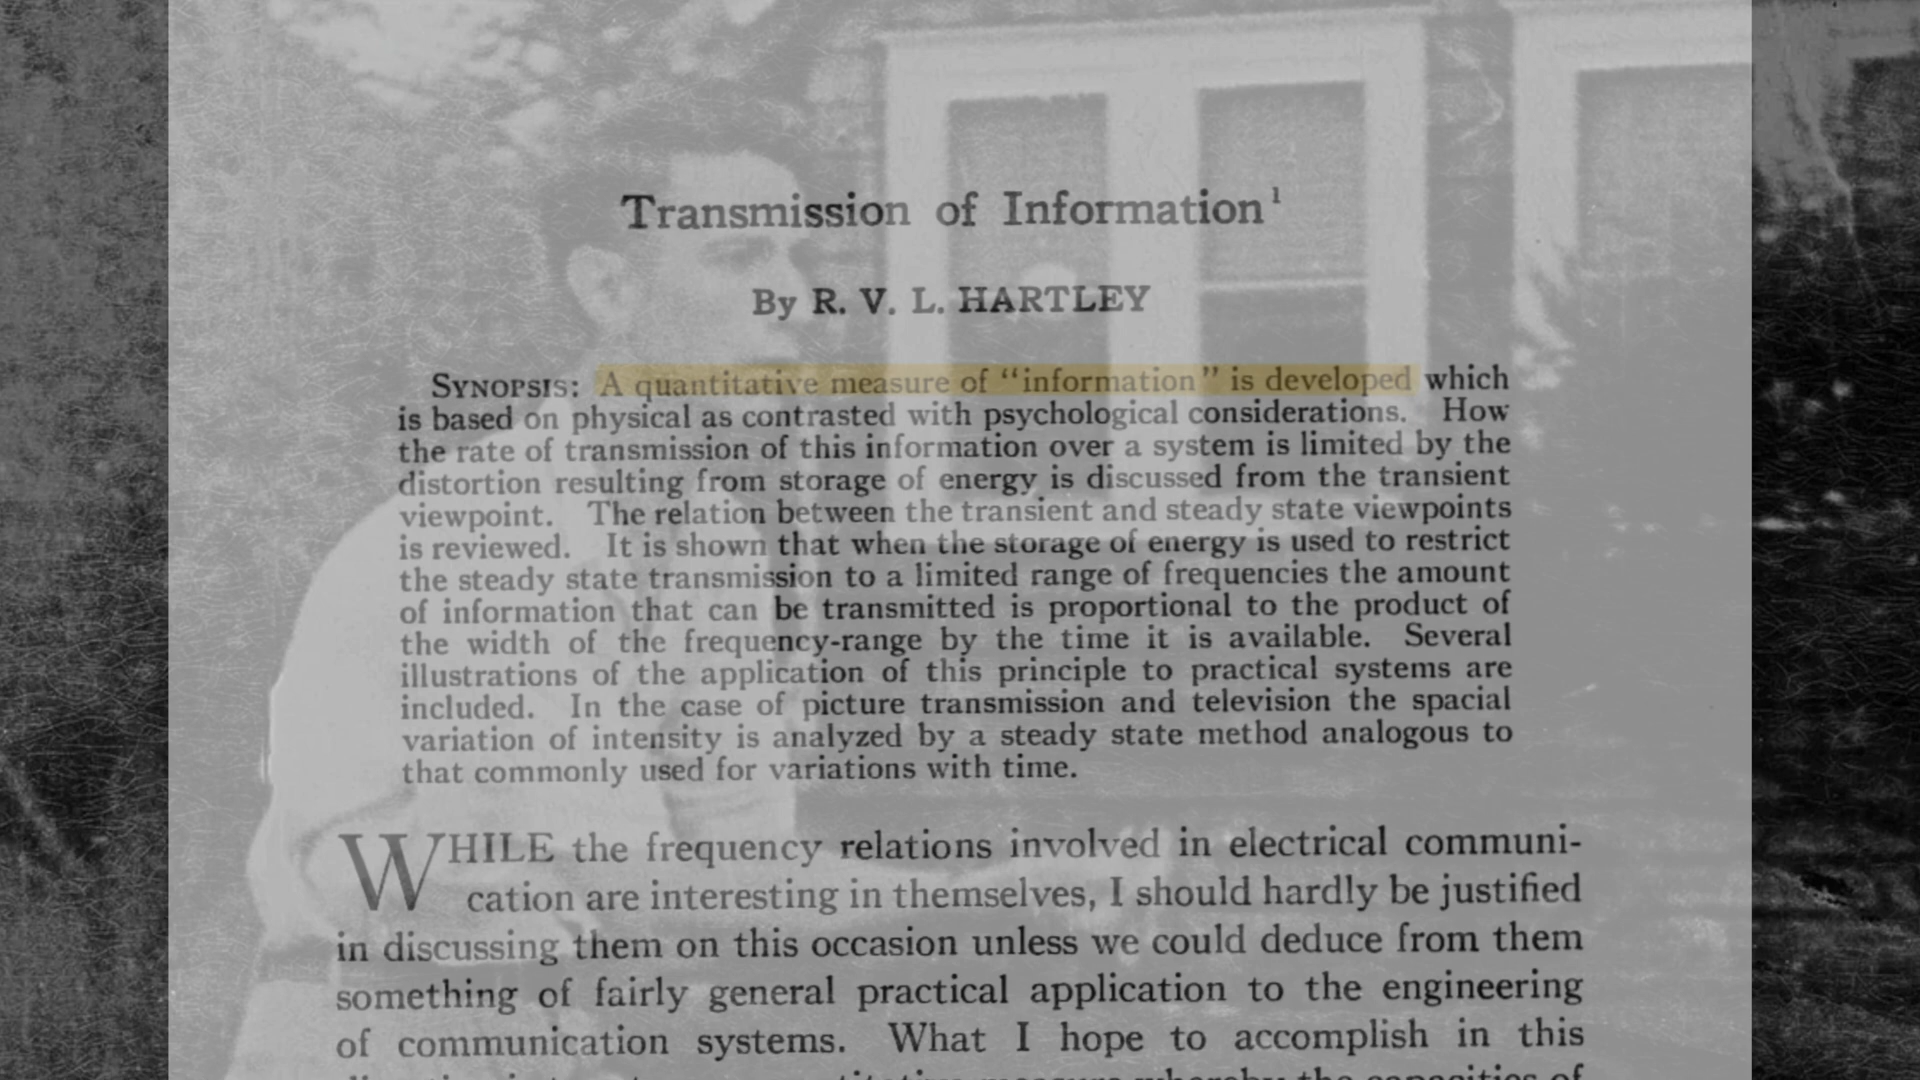 Transmission of Information¹
By R. V. L. HARTLEY
SYNOPSIS: A quantitative measure of “information” is developed which
is based on physical as contrasted with psychological considerations. How
the rate of transmission of this information over a system is limited by the
distortion resulting from storage of energy is discussed from the transient
viewpoint. The relation between the transient and steady state viewpoints
is reviewed. It is shown that when the storage of energy is used to restrict
the steady state transmission to a limited range of frequencies the amount
of information that can be transmitted is proportional to the product of
the width of the frequency-range by the time it is available. Several
illustrations of the application of this principle to practical systems are
included. In the case of picture transmission and television the spacial
variation of intensity is analyzed by a steady state method analogous to
that commonly used for variations with time.
WHILE the frequency relations involved in electrical communi-
cation are interesting in themselves, I should hardly be justified
in discussing them on this occasion unless we could deduce from them
something of fairly general practical application to the engineering
of communication systems. What I hope to accomplish in this
measure whereby the capacities of